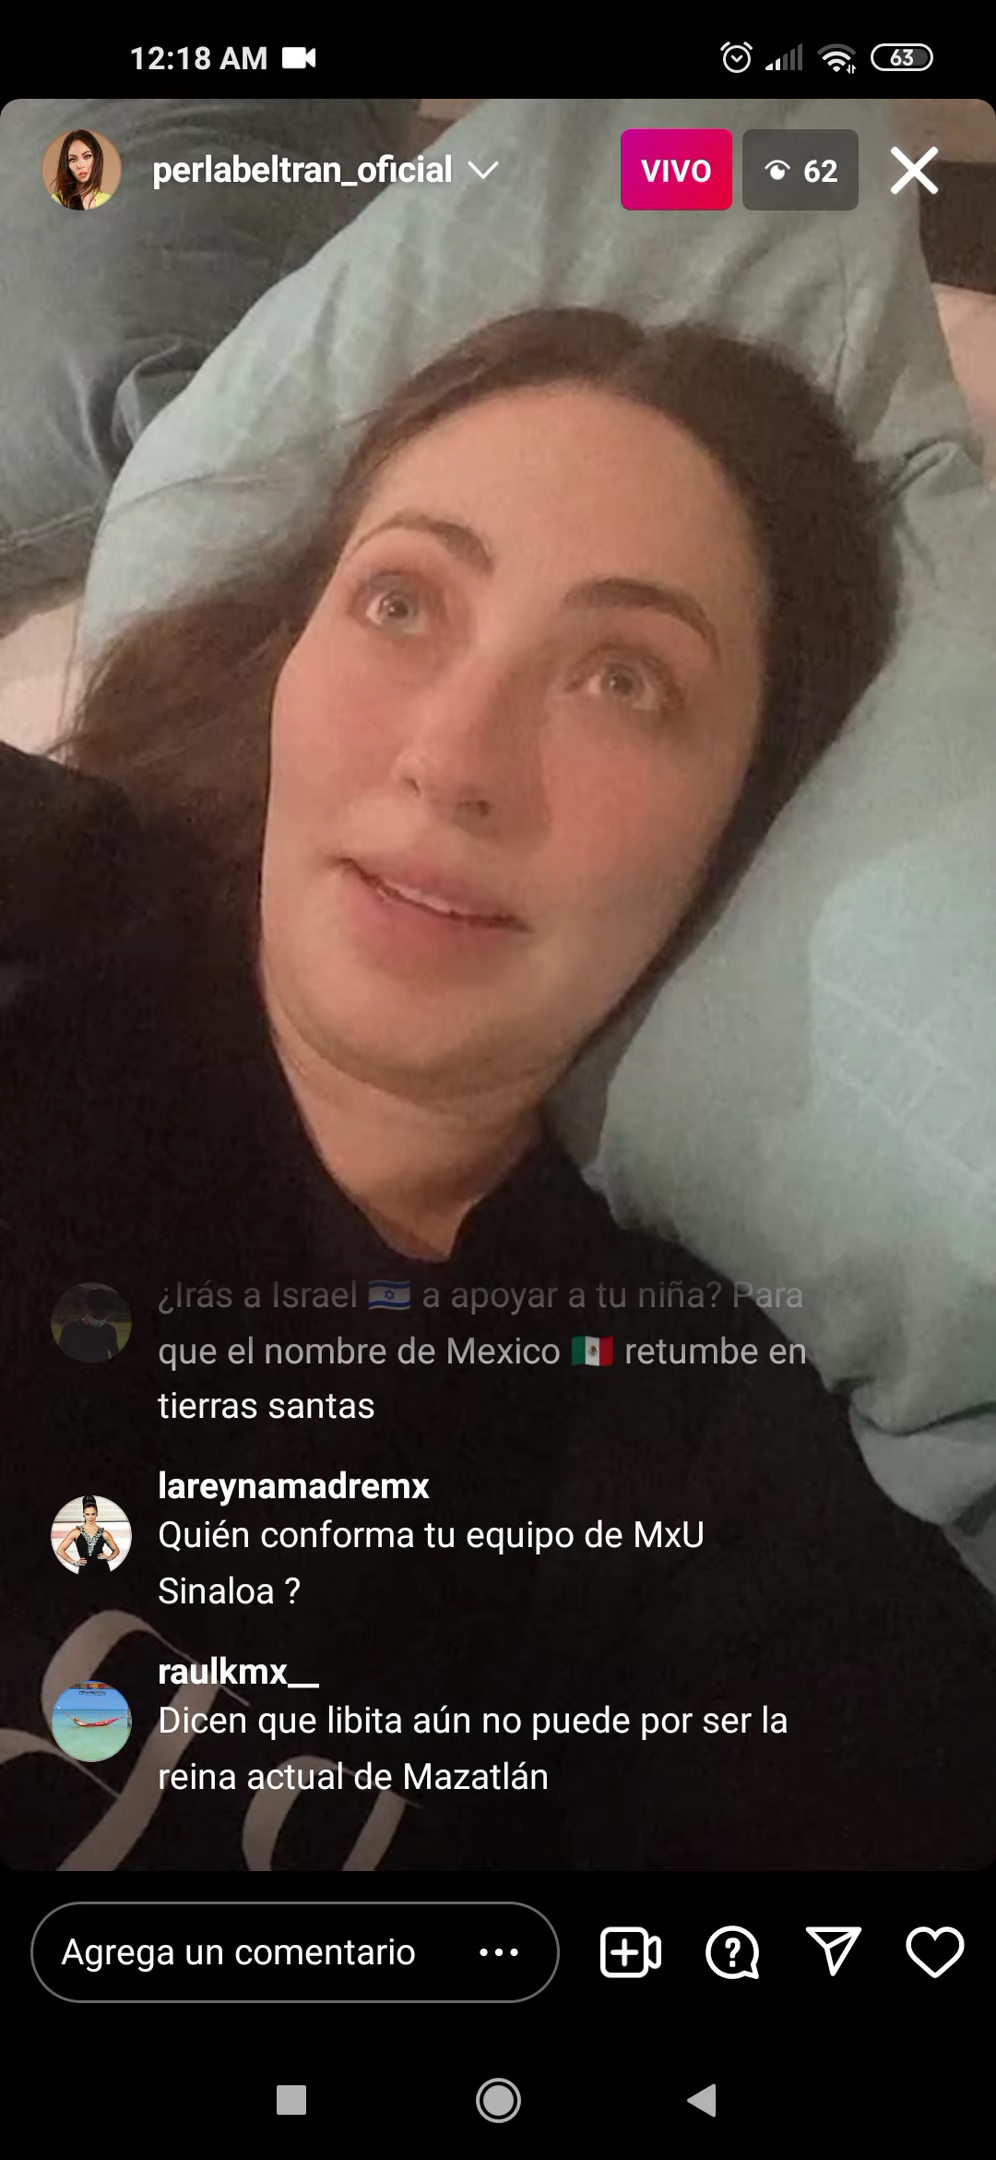 12:18 AM
63
perlabeltran_oficial
VIVO
62
¿Irás a Israel 🇮🇱 a apoyar a tu niña? Para
que el nombre de Mexico 🇲🇽 retumbe en
tierras santas
lareynamadremx
Quién conforma tu equipo de MxU
Sinaloa ?
raulkmx__
Dicen que libita aún no puede por ser la
reina actual de Mazatlán
La
Agrega un comentario